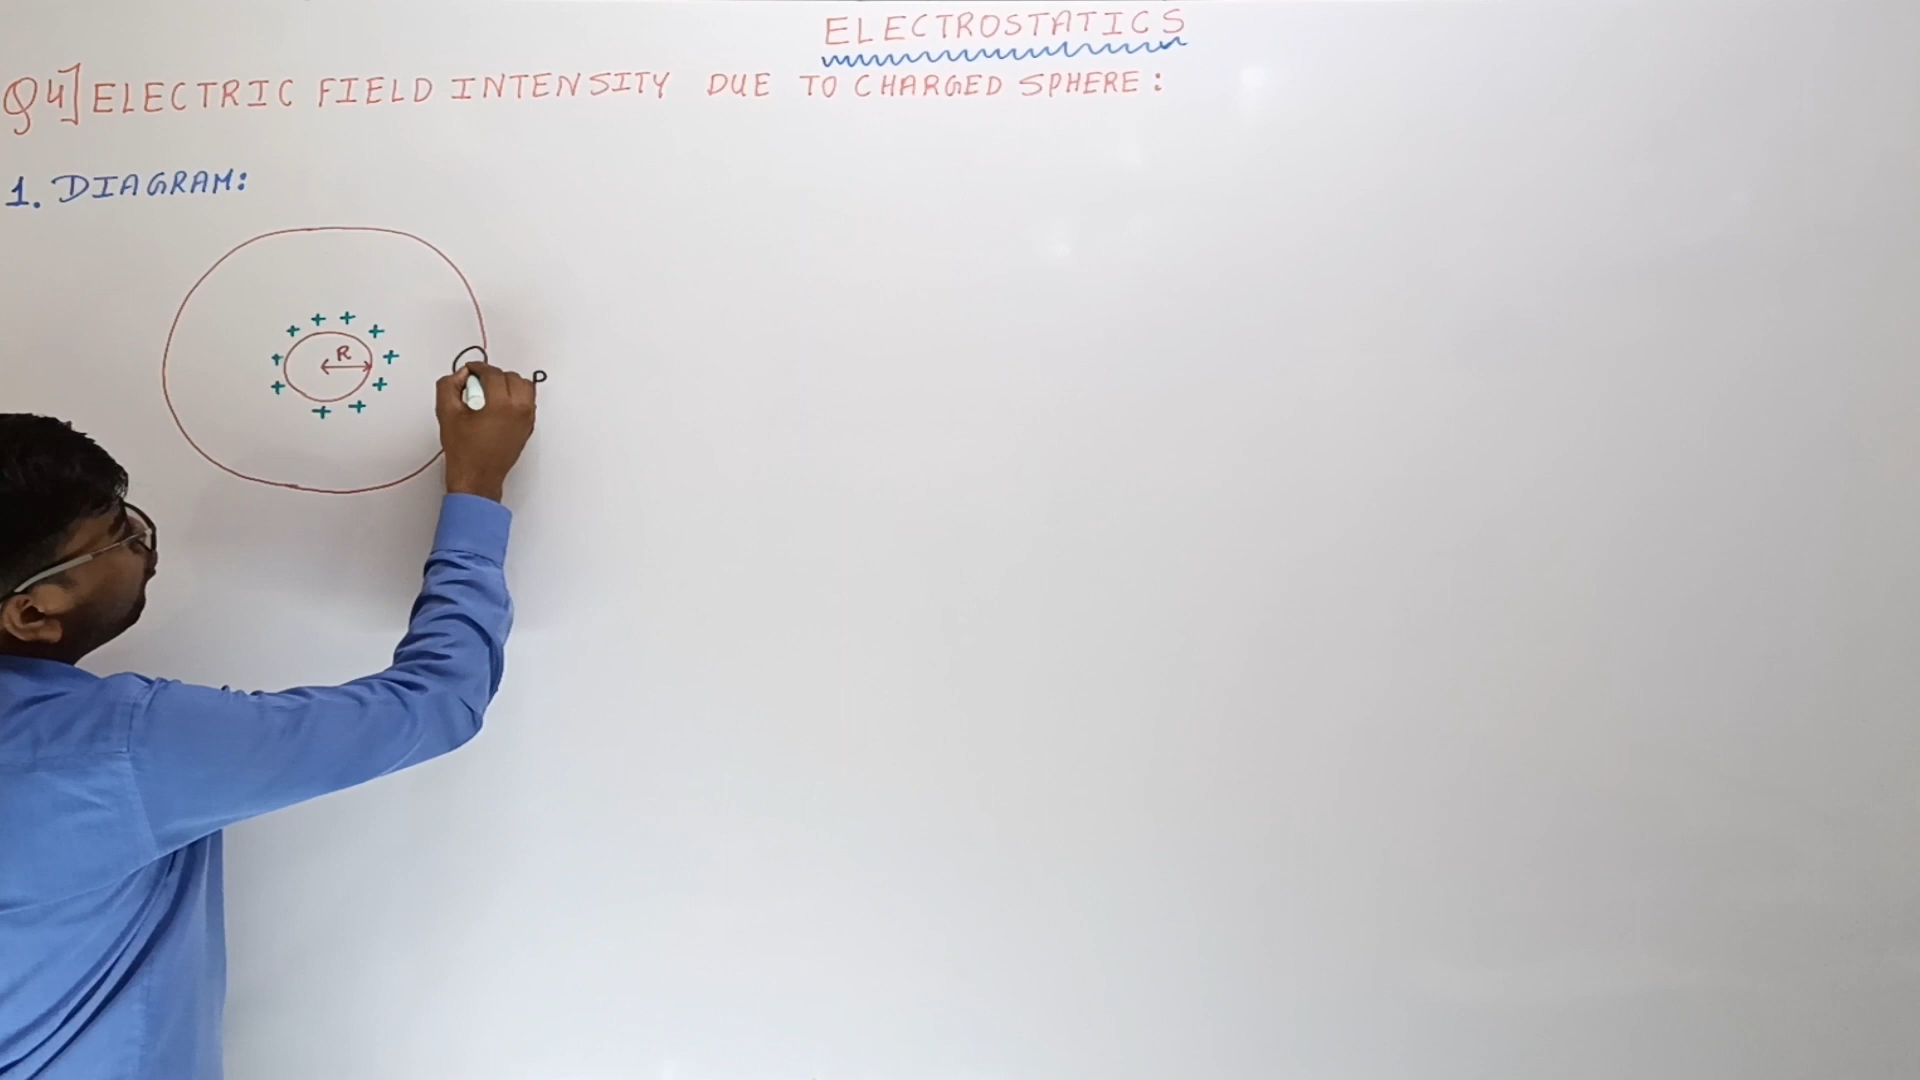 ELECTROSTATICS
Q4] ELECTRIC FIELD INTENSITY DUE TO CHARGED SPHERE:
1. DIAGRAM:
+ + + +
+ R +
+ +
+ +
P